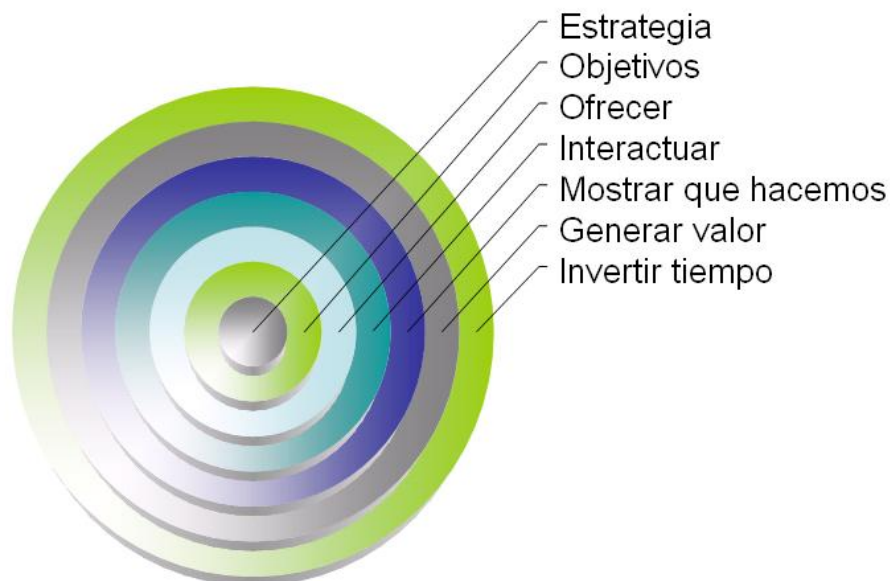 Estrategia
Objetivos
Ofrecer
Interactuar
Mostrar que hacemos
Generar valor
Invertir tiempo